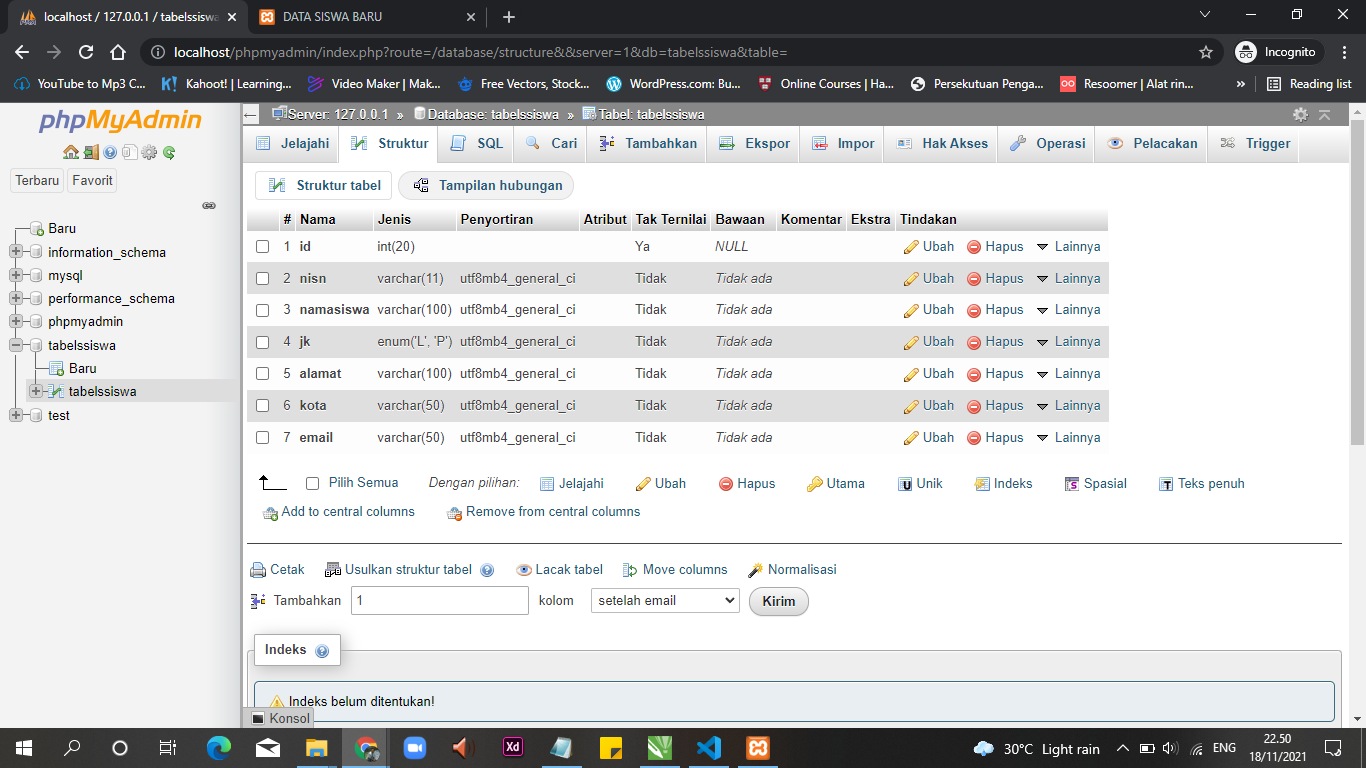 localhost / 127.0.0.1 / tabelssiswa
DATA SISWA BARU
localhost/phpmyadmin/index.php?route=/database/structure&&server=1&db=tabelssiswa&table=
Incognito
YouTube to Mp3 C...
Kahoot! | Learning...
Video Maker | Mak...
Free Vectors, Stock...
WordPress.com: Bu...
Online Courses | Ha...
Persekutuan Penga...
Resoomer | Alat rin...
»
Reading list
phpMyAdmin
Terbaru Favorit
Baru
information_schema
mysql
performance_schema
phpmyadmin
tabelssiswa
Baru
tabelssiswa
test
Server: 127.0.0.1 » Database: tabelssiswa » Tabel: tabelssiswa
Jelajahi Struktur SQL Cari Tambahkan Ekspor Impor Hak Akses Operasi Pelacakan Trigger
Struktur tabel Tampilan hubungan
# Nama Jenis Penyortiran Atribut Tak Ternilai Bawaan Komentar Ekstra Tindakan
1 id int(20) Ya NULL Ubah Hapus Lainnya
2 nisn varchar(11) utf8mb4_general_ci Tidak Tidak ada Ubah Hapus Lainnya
3 namasiswa varchar(100) utf8mb4_general_ci Tidak Tidak ada Ubah Hapus Lainnya
4 jk enum('L', 'P') utf8mb4_general_ci Tidak Tidak ada Ubah Hapus Lainnya
5 alamat varchar(100) utf8mb4_general_ci Tidak Tidak ada Ubah Hapus Lainnya
6 kota varchar(50) utf8mb4_general_ci Tidak Tidak ada Ubah Hapus Lainnya
7 email varchar(50) utf8mb4_general_ci Tidak Tidak ada Ubah Hapus Lainnya
Pilih Semua Dengan pilihan: Jelajahi Ubah Hapus Utama Unik Indeks Spasial Teks penuh
Add to central columns Remove from central columns
Cetak Usulkan struktur tabel Lacak tabel Move columns Normalisasi
Tambahkan 1 kolom setelah email Kirim
Indeks
Indeks belum ditentukan!
Konsol
Xd
30°C Light rain
ENG
22.50
18/11/2021